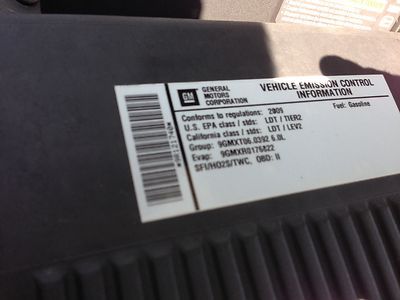 GM
GENERAL MOTORS CORPORATION
VEHICLE EMISSION CONTROL INFORMATION
Conforms to regulations: 2009
Fuel: Gasoline
U.S. EPA class / stds: LDT / TIER2
California class / stds: LDT / LEV2
Group: 9GMXT06.0392 6.0L
Evap: 9GMXR0176822
SFI/HO2S/TWC, OBD: II